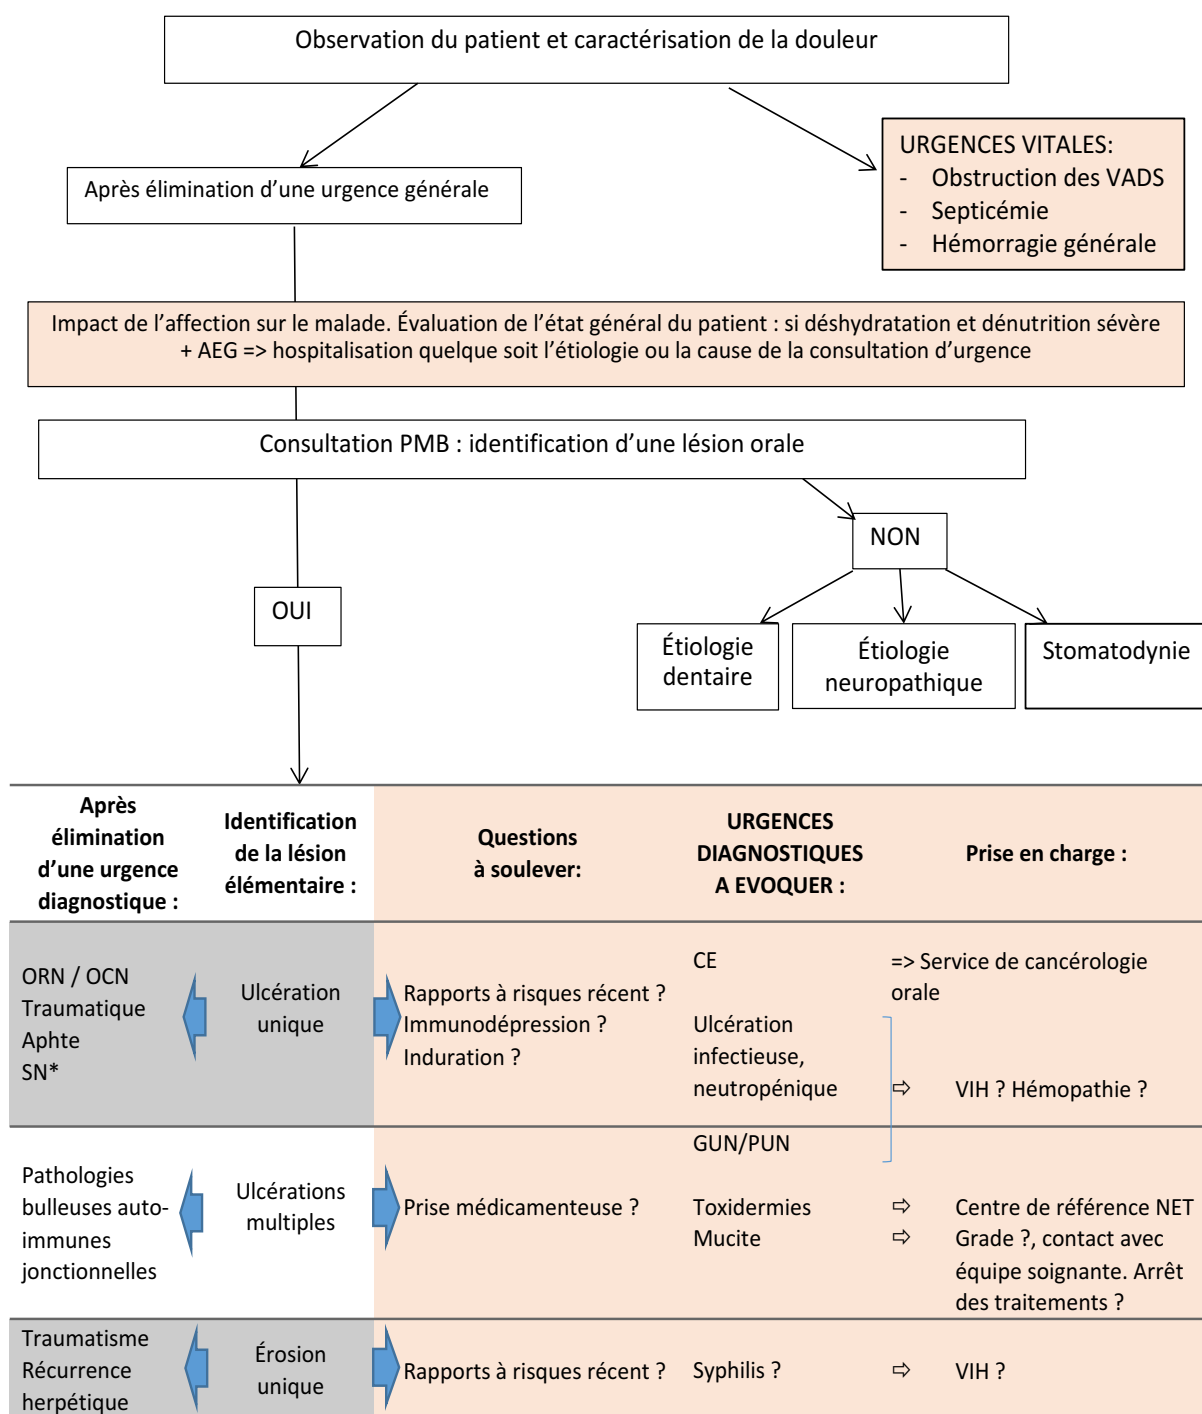 Observation du patient et caractérisation de la douleur
URGENCES VITALES:
- Obstruction des VADS
- Septicémie
- Hémorragie générale
Après élimination d’une urgence générale
Impact de l’affection sur le malade. Évaluation de l’état général du patient : si déshydratation et dénutrition sévère
+ AEG => hospitalisation quelque soit l’étiologie ou la cause de la consultation d’urgence
Consultation PMB : identification d’une lésion orale
NON
OUI
Étiologie
dentaire
Étiologie
neuropathique
Stomatodynie
Après
élimination
d’une urgence
diagnostique :
Identification
de la lésion
élémentaire :
Questions
à soulever:
URGENCES
DIAGNOSTIQUES
A EVOQUER :
Prise en charge :
ORN / OCN
Traumatique
Aphte
SN*
Ulcération
unique
Rapports à risques récent ?
Immunodépression ?
Induration ?
CE
=> Service de cancérologie
orale
Ulcération
infectieuse,
neutropénique
⇨ VIH ? Hémopathie ?
GUN/PUN
Pathologies
bulleuses auto-
immunes
jonctionnelles
Ulcérations
multiples
Prise médicamenteuse ?
Toxidermies
⇨ Centre de référence NET
Mucite
⇨ Grade ?, contact avec
équipe soignante. Arrêt
des traitements ?
Traumatisme
Récurrence
herpétique
Érosion
unique
Rapports à risques récent ?
Syphilis ?
⇨ VIH ?